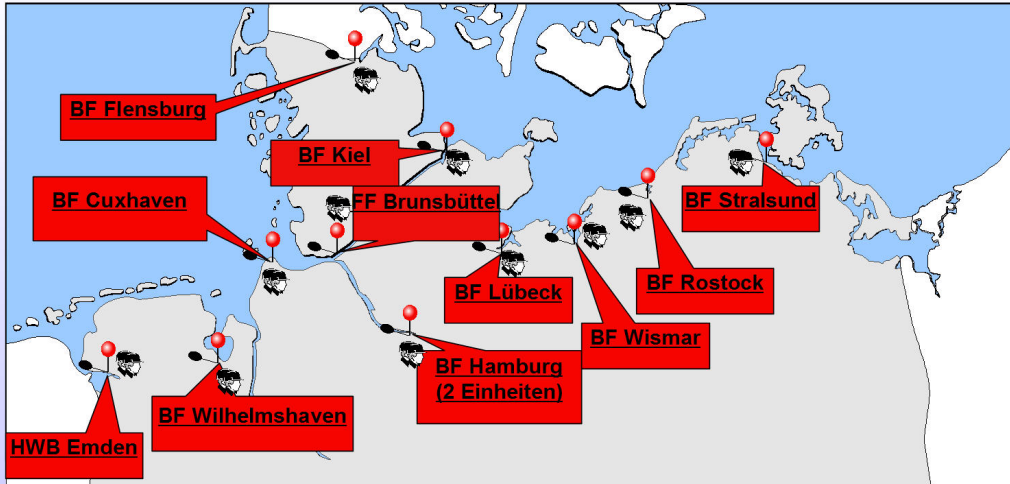 BF Flensburg
BF Kiel
BF Cuxhaven
FF Brunsbüttel
BF Stralsund
BF Lübeck
BF Rostock
BF Wismar
BF Hamburg
(2 Einheiten)
BF Wilhelmshaven
HWB Emden